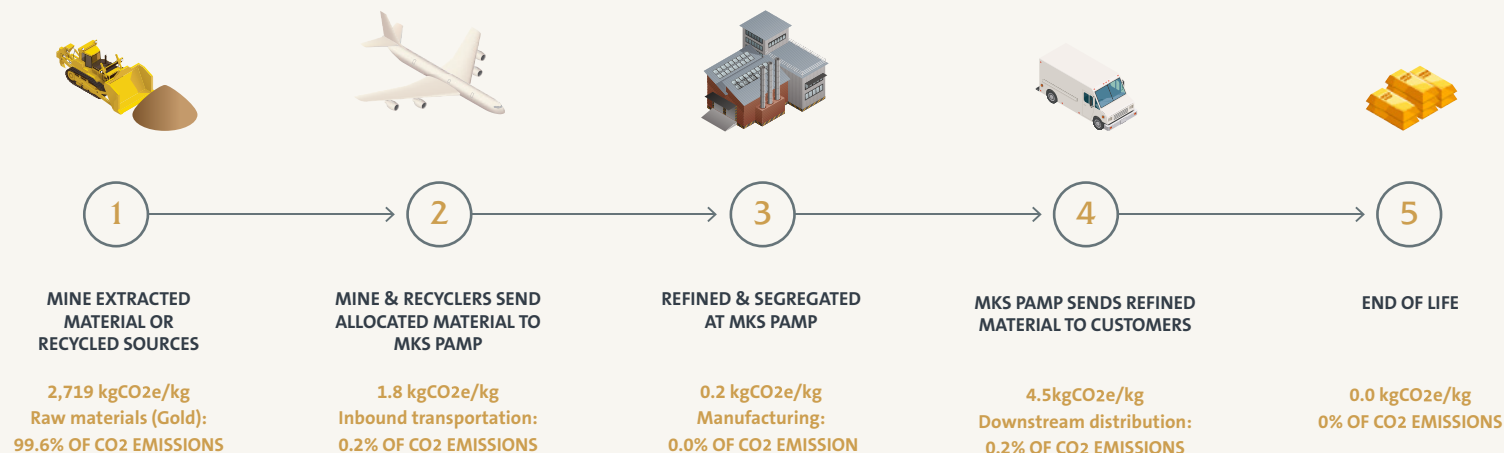 1
2
3
4
5
MINE EXTRACTED
MATERIAL OR
RECYCLED SOURCES
2,719 kgCO2e/kg
Raw materials (Gold):
99.6% OF CO2 EMISSIONS
MINE & RECYCLERS SEND
ALLOCATED MATERIAL TO
MKS PAMP
1.8 kgCO2e/kg
Inbound transportation:
0.2% OF CO2 EMISSIONS
REFINED & SEGREGATED
AT MKS PAMP
0.2 kgCO2e/kg
Manufacturing:
0.0% OF CO2 EMISSION
MKS PAMP SENDS REFINED
MATERIAL TO CUSTOMERS
4.5kgCO2e/kg
Downstream distribution:
0.2% OF CO2 EMISSIONS
END OF LIFE
0.0 kgCO2e/kg
0% OF CO2 EMISSIONS